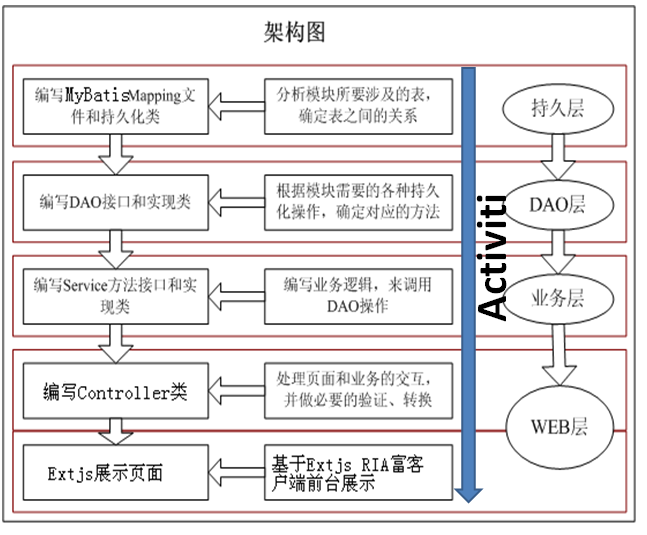 架构图
编写MyBatisMapping文
件和持久化类
分析模块所要涉及的表，
确定表之间的关系
持久层
编写DAO接口和实现类
根据模块需要的各种持久
化操作，确定对应的方法
DAO层
Activiti
编写Service方法接口和实
现类
编写业务逻辑，来调用
DAO操作
业务层
编写Controller类
处理页面和业务的交互，
并做必要的验证、转换
WEB层
Extjs展示页面
基于Extjs RIA富客
户端前台展示